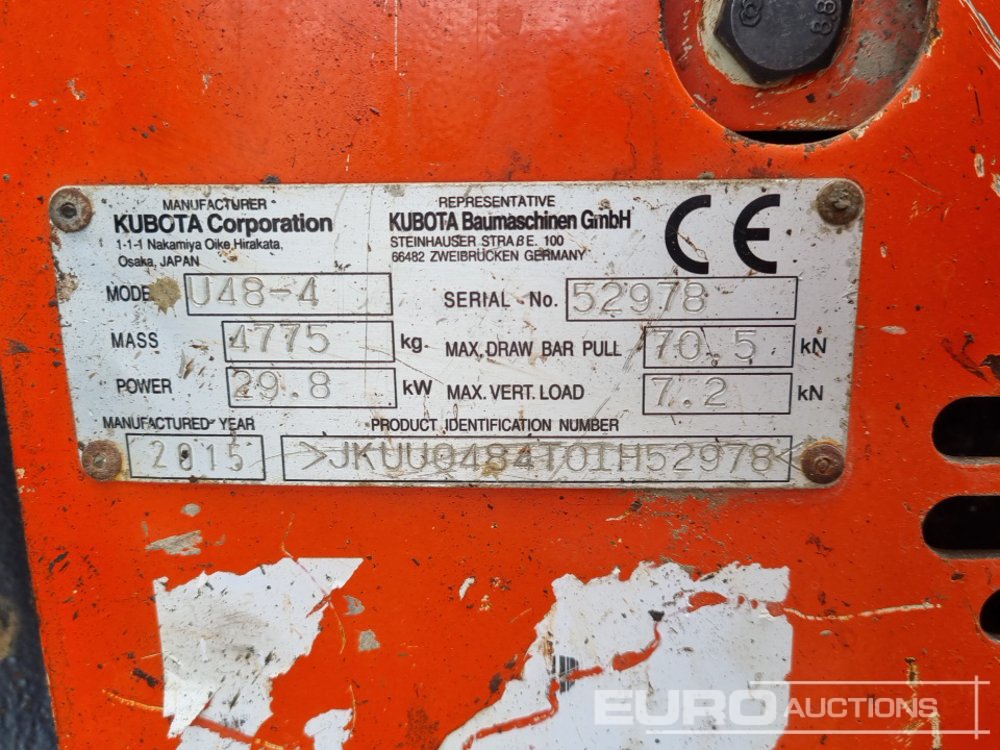 8.8
MANUFACTURER
KUBOTA Corporation
1-1-1 Nakamiya Oike,Hirakata,
Osaka, JAPAN
REPRESENTATIVE
KUBOTA Baumaschinen GmbH
STEINHAUSER STRAßE. 100
66482 ZWEIBRÜCKEN GERMANY
CE
MODEL U48-4
SERIAL No. 52978
MASS 4775 kg
MAX. DRAW BAR PULL 70.5 kN
POWER 29.8 kW
MAX. VERT. LOAD 7.2 kN
MANUFACTURED YEAR
2015
PRODUCT IDENTIFICATION NUMBER
>JKUU0484T01H52978<
EURO AUCTIONS